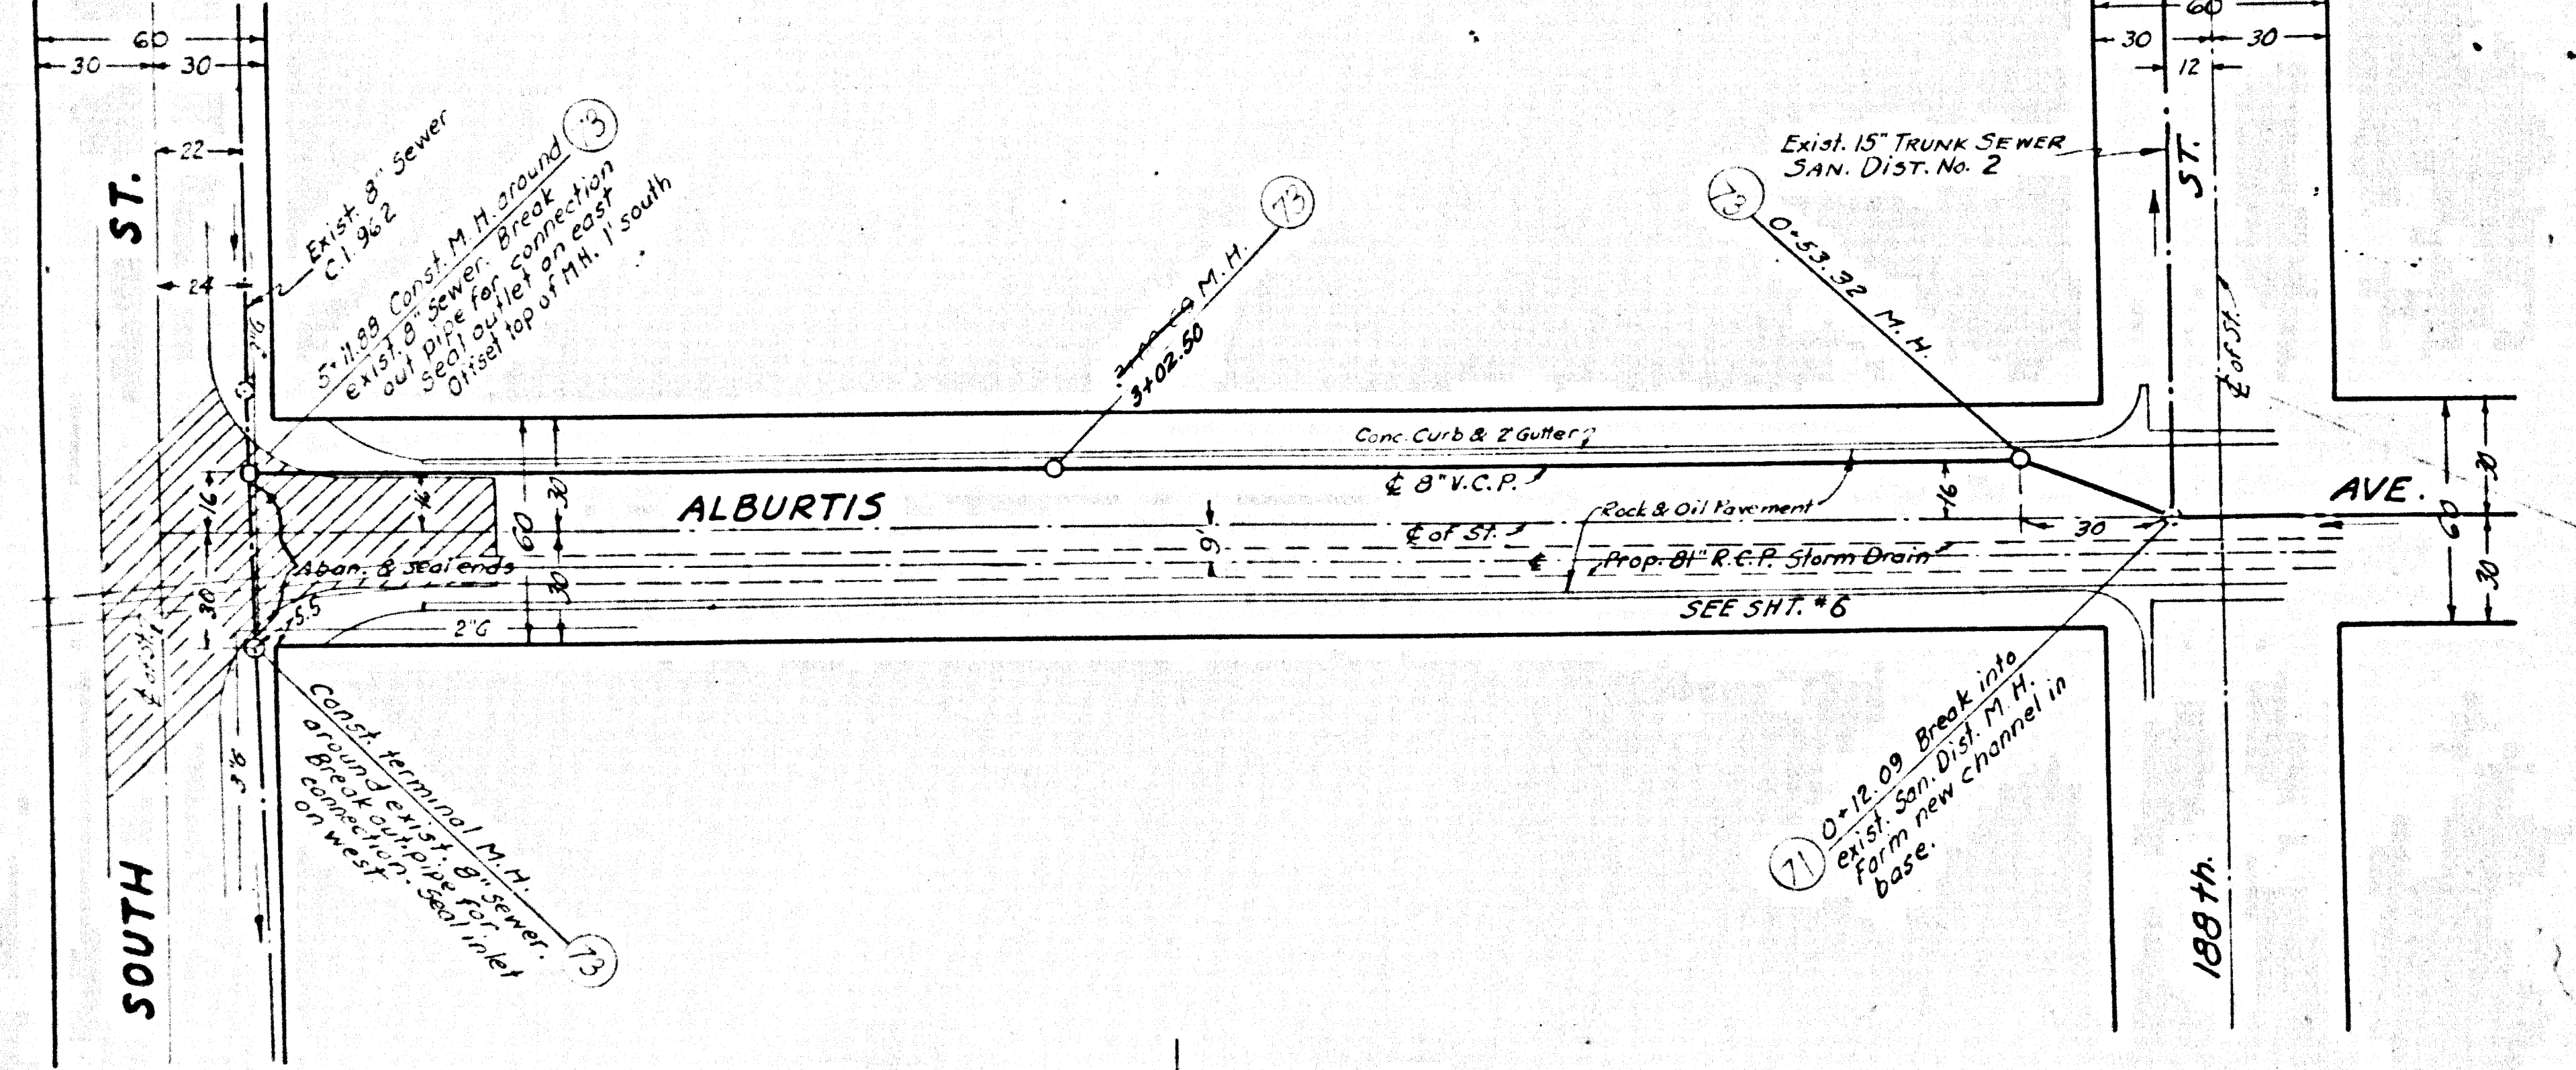 60
30
30
22
24
ST.
Exist. 8" Sewer
C.I. 962
5+11.88 Const. M.H. around
exist. 8" Sewer. Break
out pipe for connection
Seal outlet on east
Offset top of M.H. 1' south
73
M.H.
3+02.50
73
0+53.32 M.H.
Exist. 15" TRUNK SEWER
SAN. DIST. No. 2
60
30
30
12
ST.
℄ of St.
Conc. Curb & 2' Gutter
℄ 8" V.C.P.
ALBURTIS
AVE.
Rock & Oil Pavement
℄ of St.
℄
Prop. 81" R.C.P. Storm Drain
SEE SHT. #6
16
16
30
60
30
30
9'
16
30
30
60
30
Aban. & seal ends
5.5
2"G
℄ of St.
Const. terminal M.H.
around exist. 8" sewer.
Break out pipe for
connection. Seal inlet
on west.
73
71
0+12.09 Break into
exist. San. Dist. M.H.
Form new channel in
base.
SOUTH
188 th.